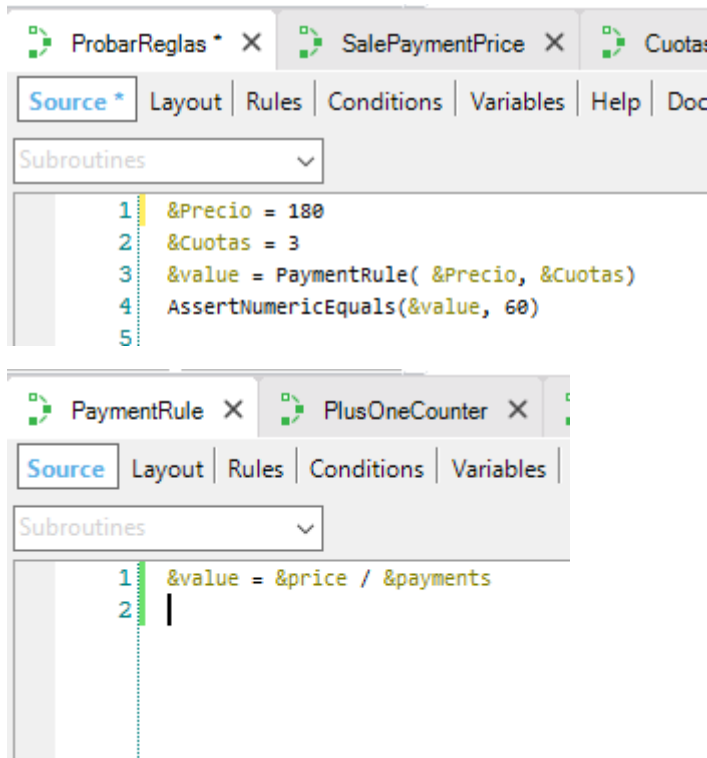 ProbarReglas * SalePaymentPrice Cuotas
Source * Layout Rules Conditions Variables Help Doc
Subroutines
1 &Precio = 180
2 &Cuotas = 3
3 &value = PaymentRule( &Precio, &Cuotas)
4 AssertNumericEquals(&value, 60)
5
PaymentRule PlusOneCounter
Source Layout Rules Conditions Variables
Subroutines
1 &value = &price / &payments
2